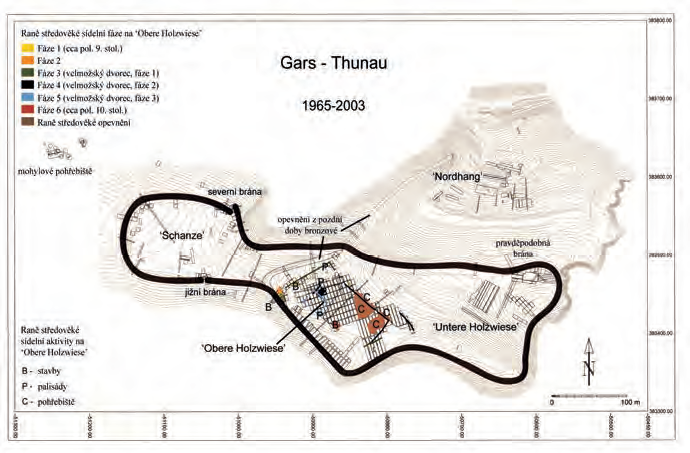 Raně středověké sídelní fáze na 'Obere Holzwiese'
Fáze 1 (cca pol. 9. stol.)
Fáze 2
Fáze 3 (velmožský dvorec, fáze 1)
Fáze 4 (velmožský dvorec, fáze 2)
Fáze 5 (velmožský dvorec, fáze 3)
Fáze 6 (cca pol. 10. stol.)
Raně středověké opevnění
mohylové pohřebiště
Gars - Thunau
1965-2003
'Nordhang'
severní brána
opevnění z pozdní
doby bronzové
'Schanze'
pravděpodobná
brána
jižní brána
P
B
B
P
P
B
C
C
C
C
'Obere Holzwiese'
'Untere Holzwiese'
Raně středověké
sídelní aktivity na
'Obere Holzwiese'
B - stavby
P - palisády
C - pohřebiště
N
0 100 m